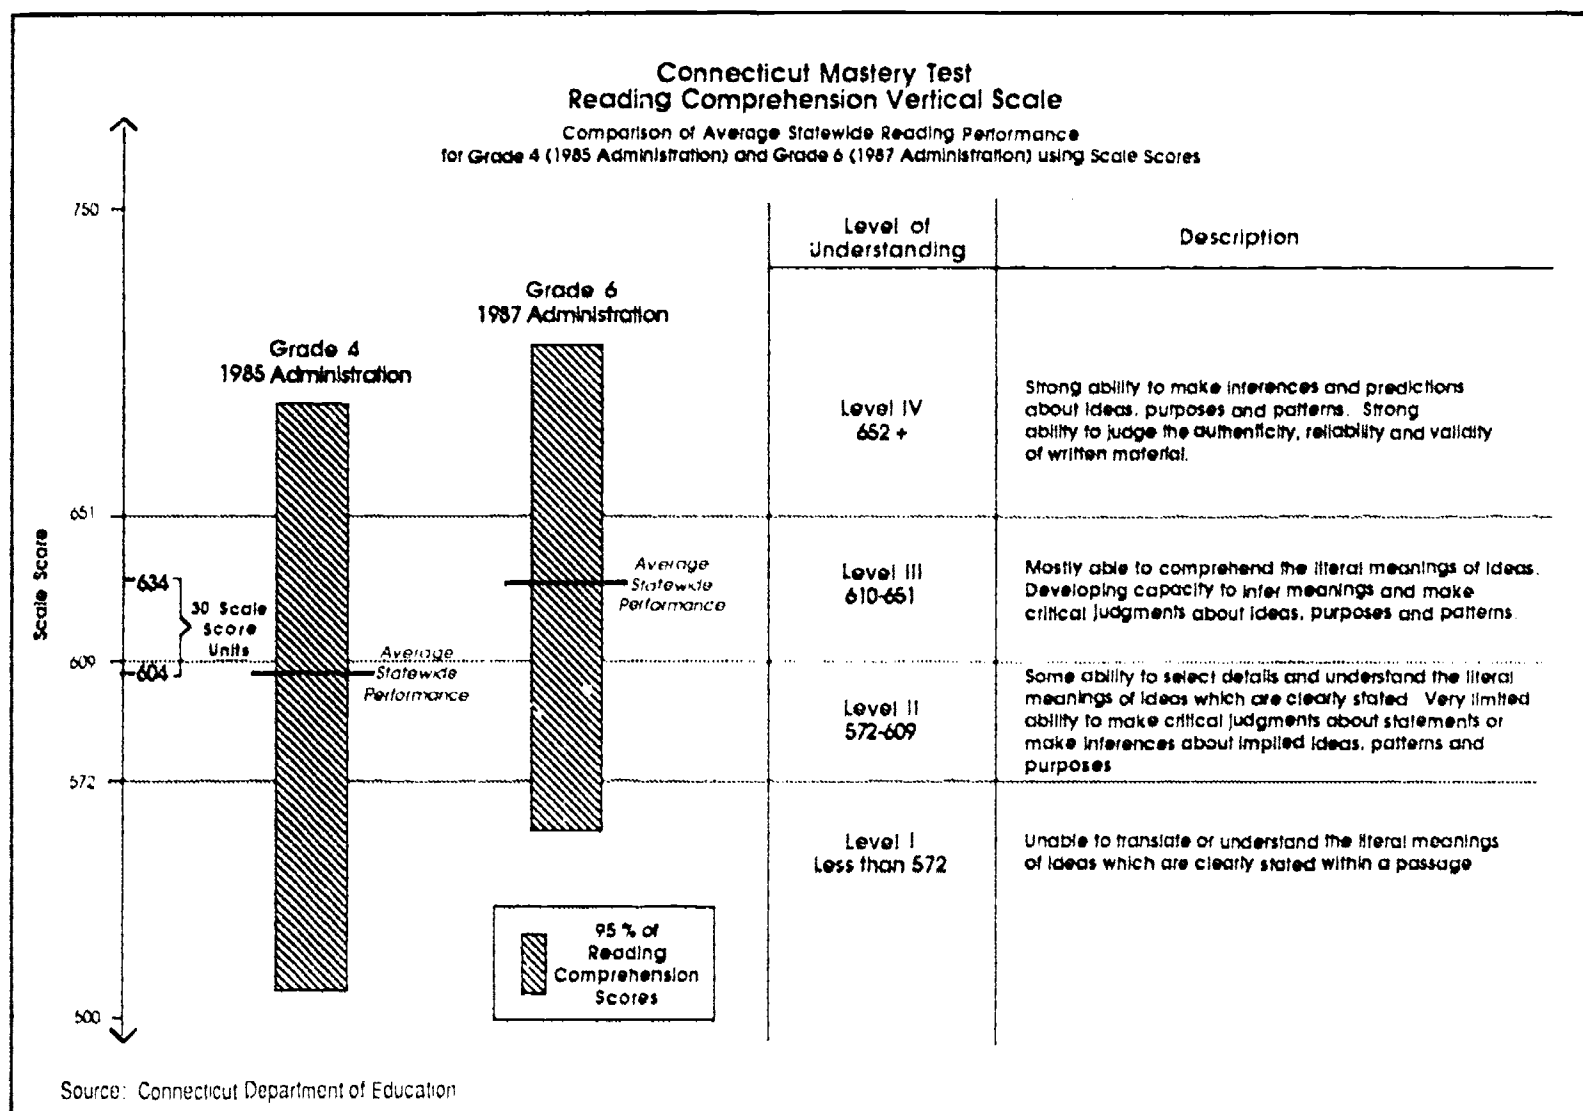 Connecticut Mastery Test
Reading Comprehension Vertical Scale
Comparison of Average Statewide Reading Performance
for Grade 4 (1985 Administration) and Grade 6 (1987 Administration) using Scale Scores
750
651
634
609
604
572
500
Scale Score
30 Scale
Score
Units
Grade 4
1985 Administration
Average
Statewide
Performance
Grade 6
1987 Administration
Average
Statewide
Performance
95 % of
Reading
Comprehension
Scores
Level of
Understanding
Description
Level IV
652 +
Strong ability to make inferences and predictions
about ideas, purposes and patterns. Strong
ability to judge the authenticity, reliability and validity
of written material.
Level III
610-651
Mostly able to comprehend the literal meanings of ideas.
Developing capacity to infer meanings and make
critical judgments about ideas, purposes and patterns.
Level II
572-609
Some ability to select details and understand the literal
meanings of ideas which are clearly stated Very limited
ability to make critical judgments about statements or
make inferences about implied ideas, patterns and
purposes
Level I
Less than 572
Unable to translate or understand the literal meanings
of ideas which are clearly stated within a passage
Source: Connecticut Department of Education